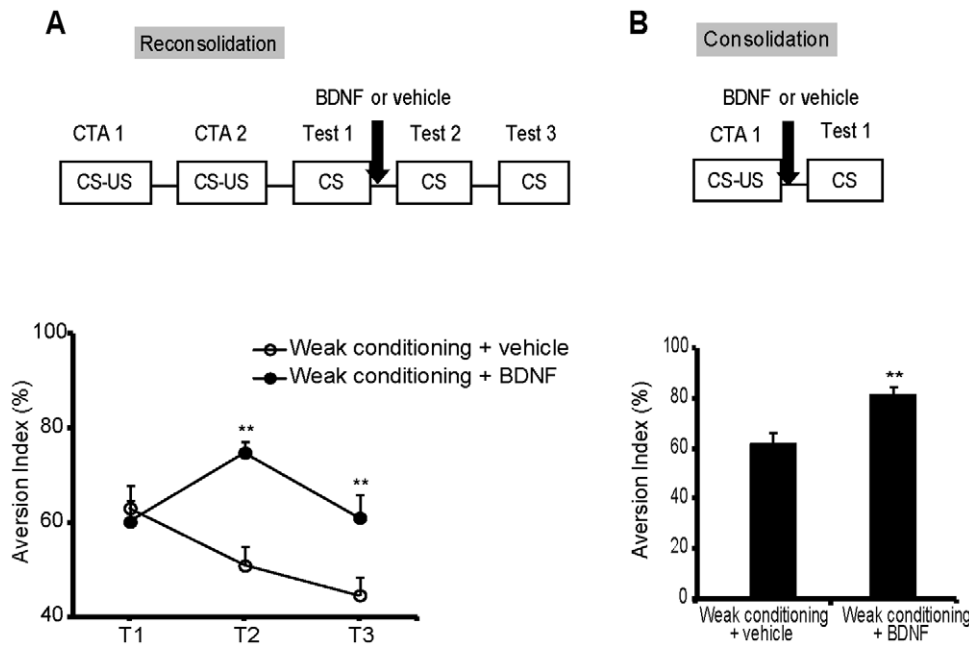 A
Reconsolidation
BDNF or vehicle
CTA 1 CTA 2 Test 1 Test 2 Test 3
CS-US CS-US CS CS CS
100
80
60
40
Aversion Index (%)
Weak conditioning + vehicle
Weak conditioning + BDNF
**
**
T1 T2 T3
B
Consolidation
BDNF or vehicle
CTA 1 Test 1
CS-US CS
100
80
60
40
20
0
Aversion Index (%)
**
Weak conditioning Weak conditioning
+ vehicle + BDNF